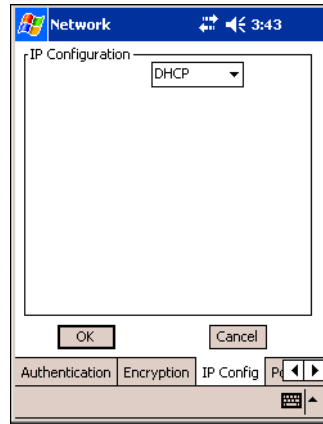 Network 3:43
IP Configuration
DHCP
OK Cancel
Authentication Encryption IP Config